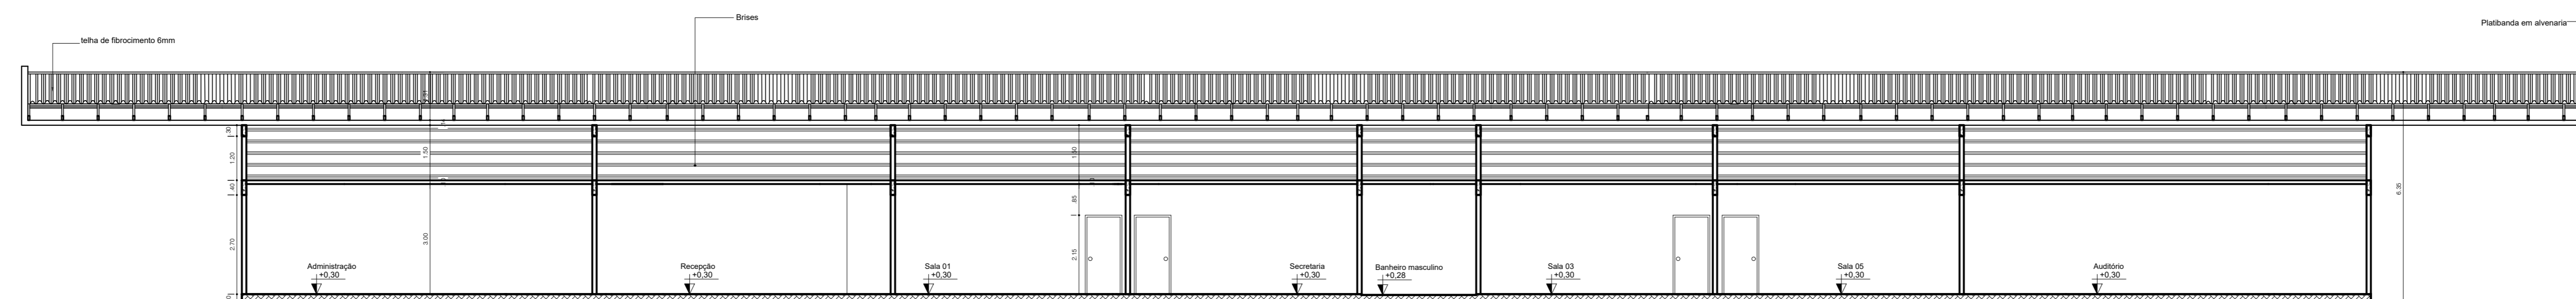 Brises
Platibanda em alvenaria
telha de fibrocimento 6mm
.30
1.50
1.50
1.20
.40
.85
6.35
3.00
2.70
2.15
Administração
+0,30
Recepção
+0,30
Sala 01
+0,30
Secretaria
+0,30
Banheiro masculino
+0,28
Sala 03
+0,30
Sala 05
+0,30
Auditório
+0,30